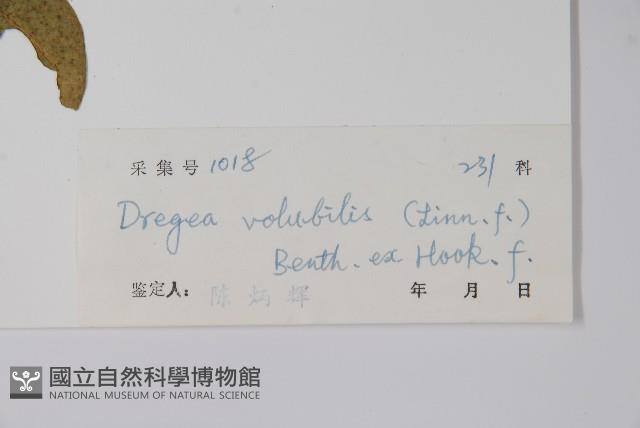 采集号 1018 231 科
Dregea volubilis (Linn. f.)
Benth. ex Hook. f.
鉴定人: 陈炳辉 年 月 日
國立自然科學博物館
NATIONAL MUSEUM OF NATURAL SCIENCE